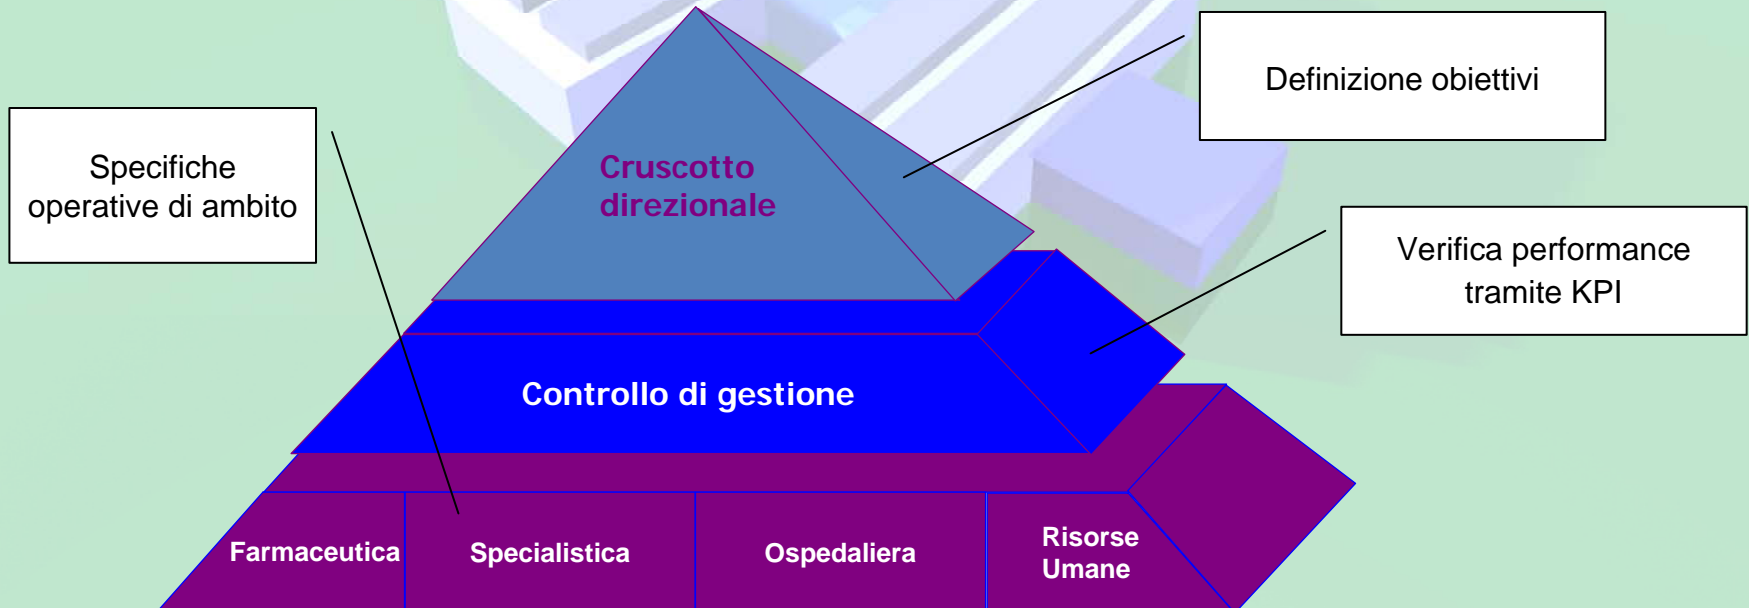 Definizione obiettivi
Specifiche
operative di ambito
Cruscotto
direzionale
Verifica performance
tramite KPI
Controllo di gestione
Farmaceutica
Specialistica
Ospedaliera
Risorse
Umane